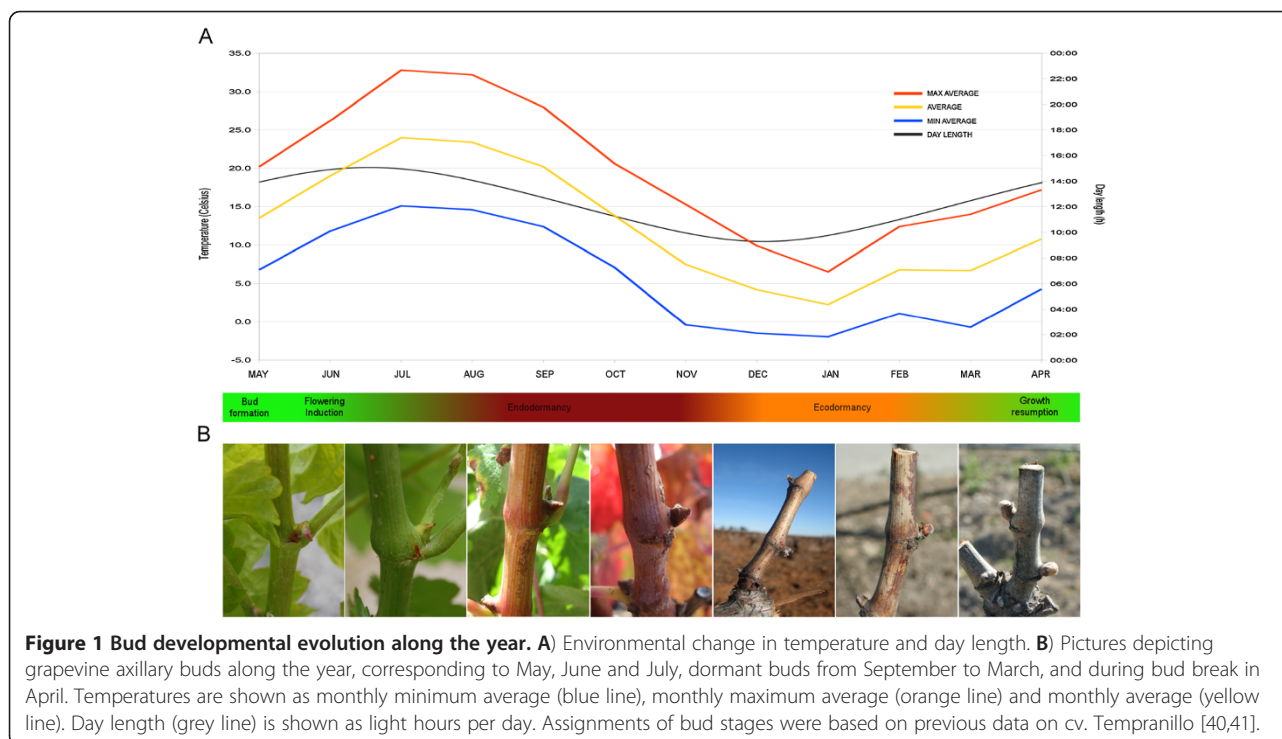 A
35.0
30.0
25.0
20.0
15.0
10.0
5.0
0.0
-5.0
Temperature (Celsius)
MAX AVERAGE
AVERAGE
MIN AVERAGE
DAY LENGTH
00:00
22:00
20:00
18:00
16:00
14:00
12:00
10:00
08:00
06:00
04:00
02:00
00:00
Day length (h)
MAY JUN JUL AUG SEP OCT NOV DEC JAN FEB MAR APR
Bud formation
Flowering Induction
Endodormancy
Ecodormancy
Growth resumption
B
Figure 1 Bud developmental evolution along the year. A) Environmental change in temperature and day length. B) Pictures depicting
grapevine axillary buds along the year, corresponding to May, June and July, dormant buds from September to March, and during bud break in
April. Temperatures are shown as monthly minimum average (blue line), monthly maximum average (orange line) and monthly average (yellow
line). Day length (grey line) is shown as light hours per day. Assignments of bud stages were based on previous data on cv. Tempranillo [40,41].